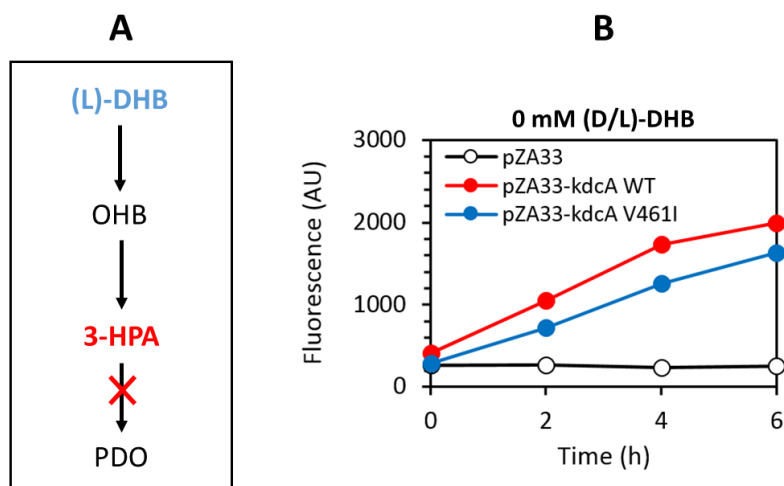 A
(L)-DHB
OHB
3-HPA
PDO
B
0 mM (D/L)-DHB
pZA33
pZA33-kdcA WT
pZA33-kdcA V461I
Fluorescence (AU)
3000
2000
1000
0
0 2 4 6
Time (h)